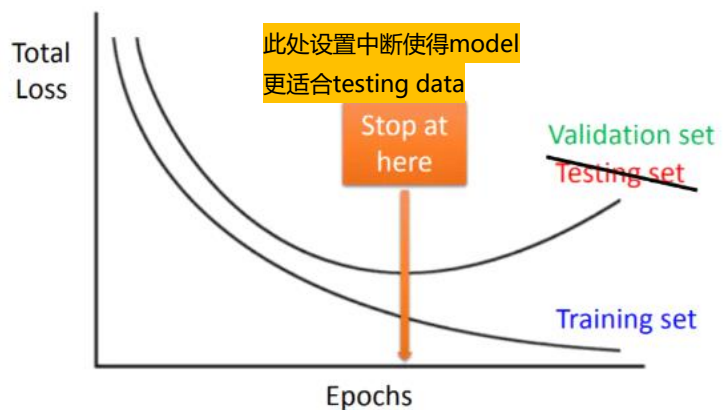 Total
Loss
此处设置中断使得model
更适合testing data
Stop at
here
Validation set
Testing set
Training set
Epochs